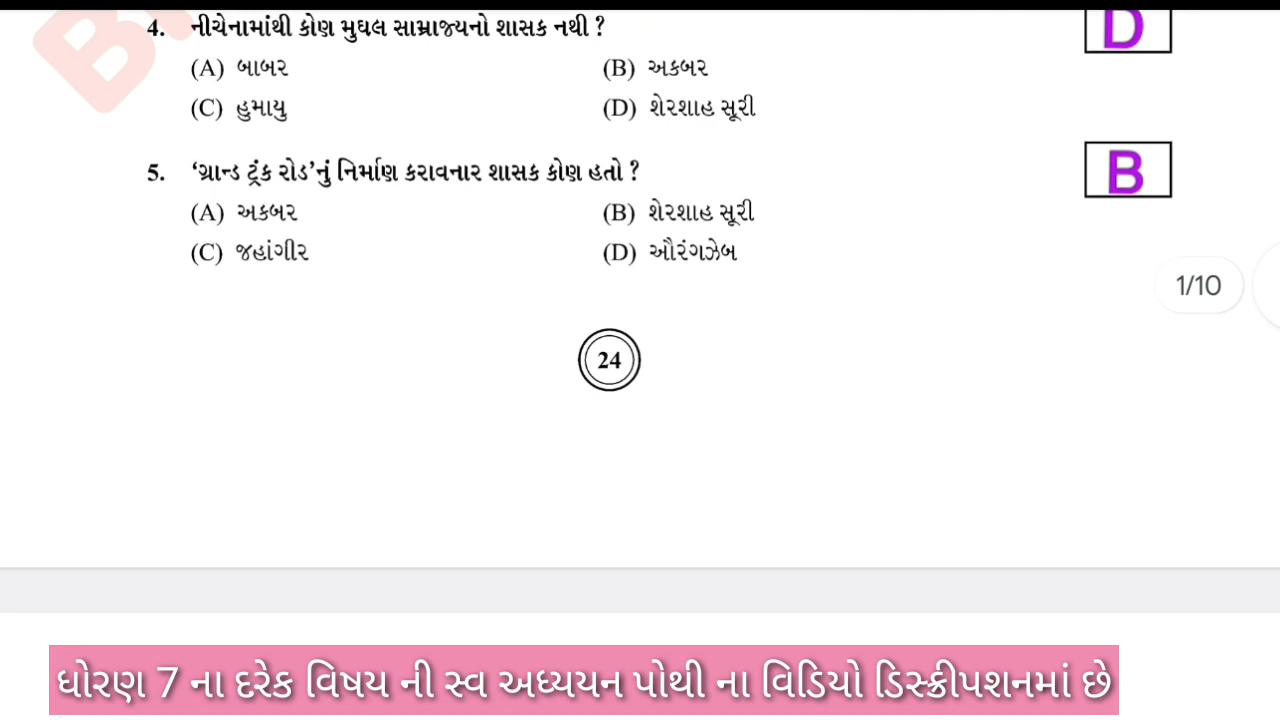 4. નીચેનામાંથી કોણ મુઘલ સામ્રાજ્યનો શાસક નથી ? D
(A) બાબર (B) અકબર
(C) હુમાયુ (D) શેરશાહ સૂરી
5. ‘ગ્રાન્ડ ટ્રંક રોડ’નું નિર્માણ કરાવનાર શાસક કોણ હતો ? B
(A) અકબર (B) શેરશાહ સૂરી
(C) જહાંગીર (D) ઔરંગઝેબ
1/10
24
ધોરણ 7 ના દરેક વિષય ની સ્વ અધ્યયન પોથી ના વિડિયો ડિસ્ક્રીપશનમાં છે